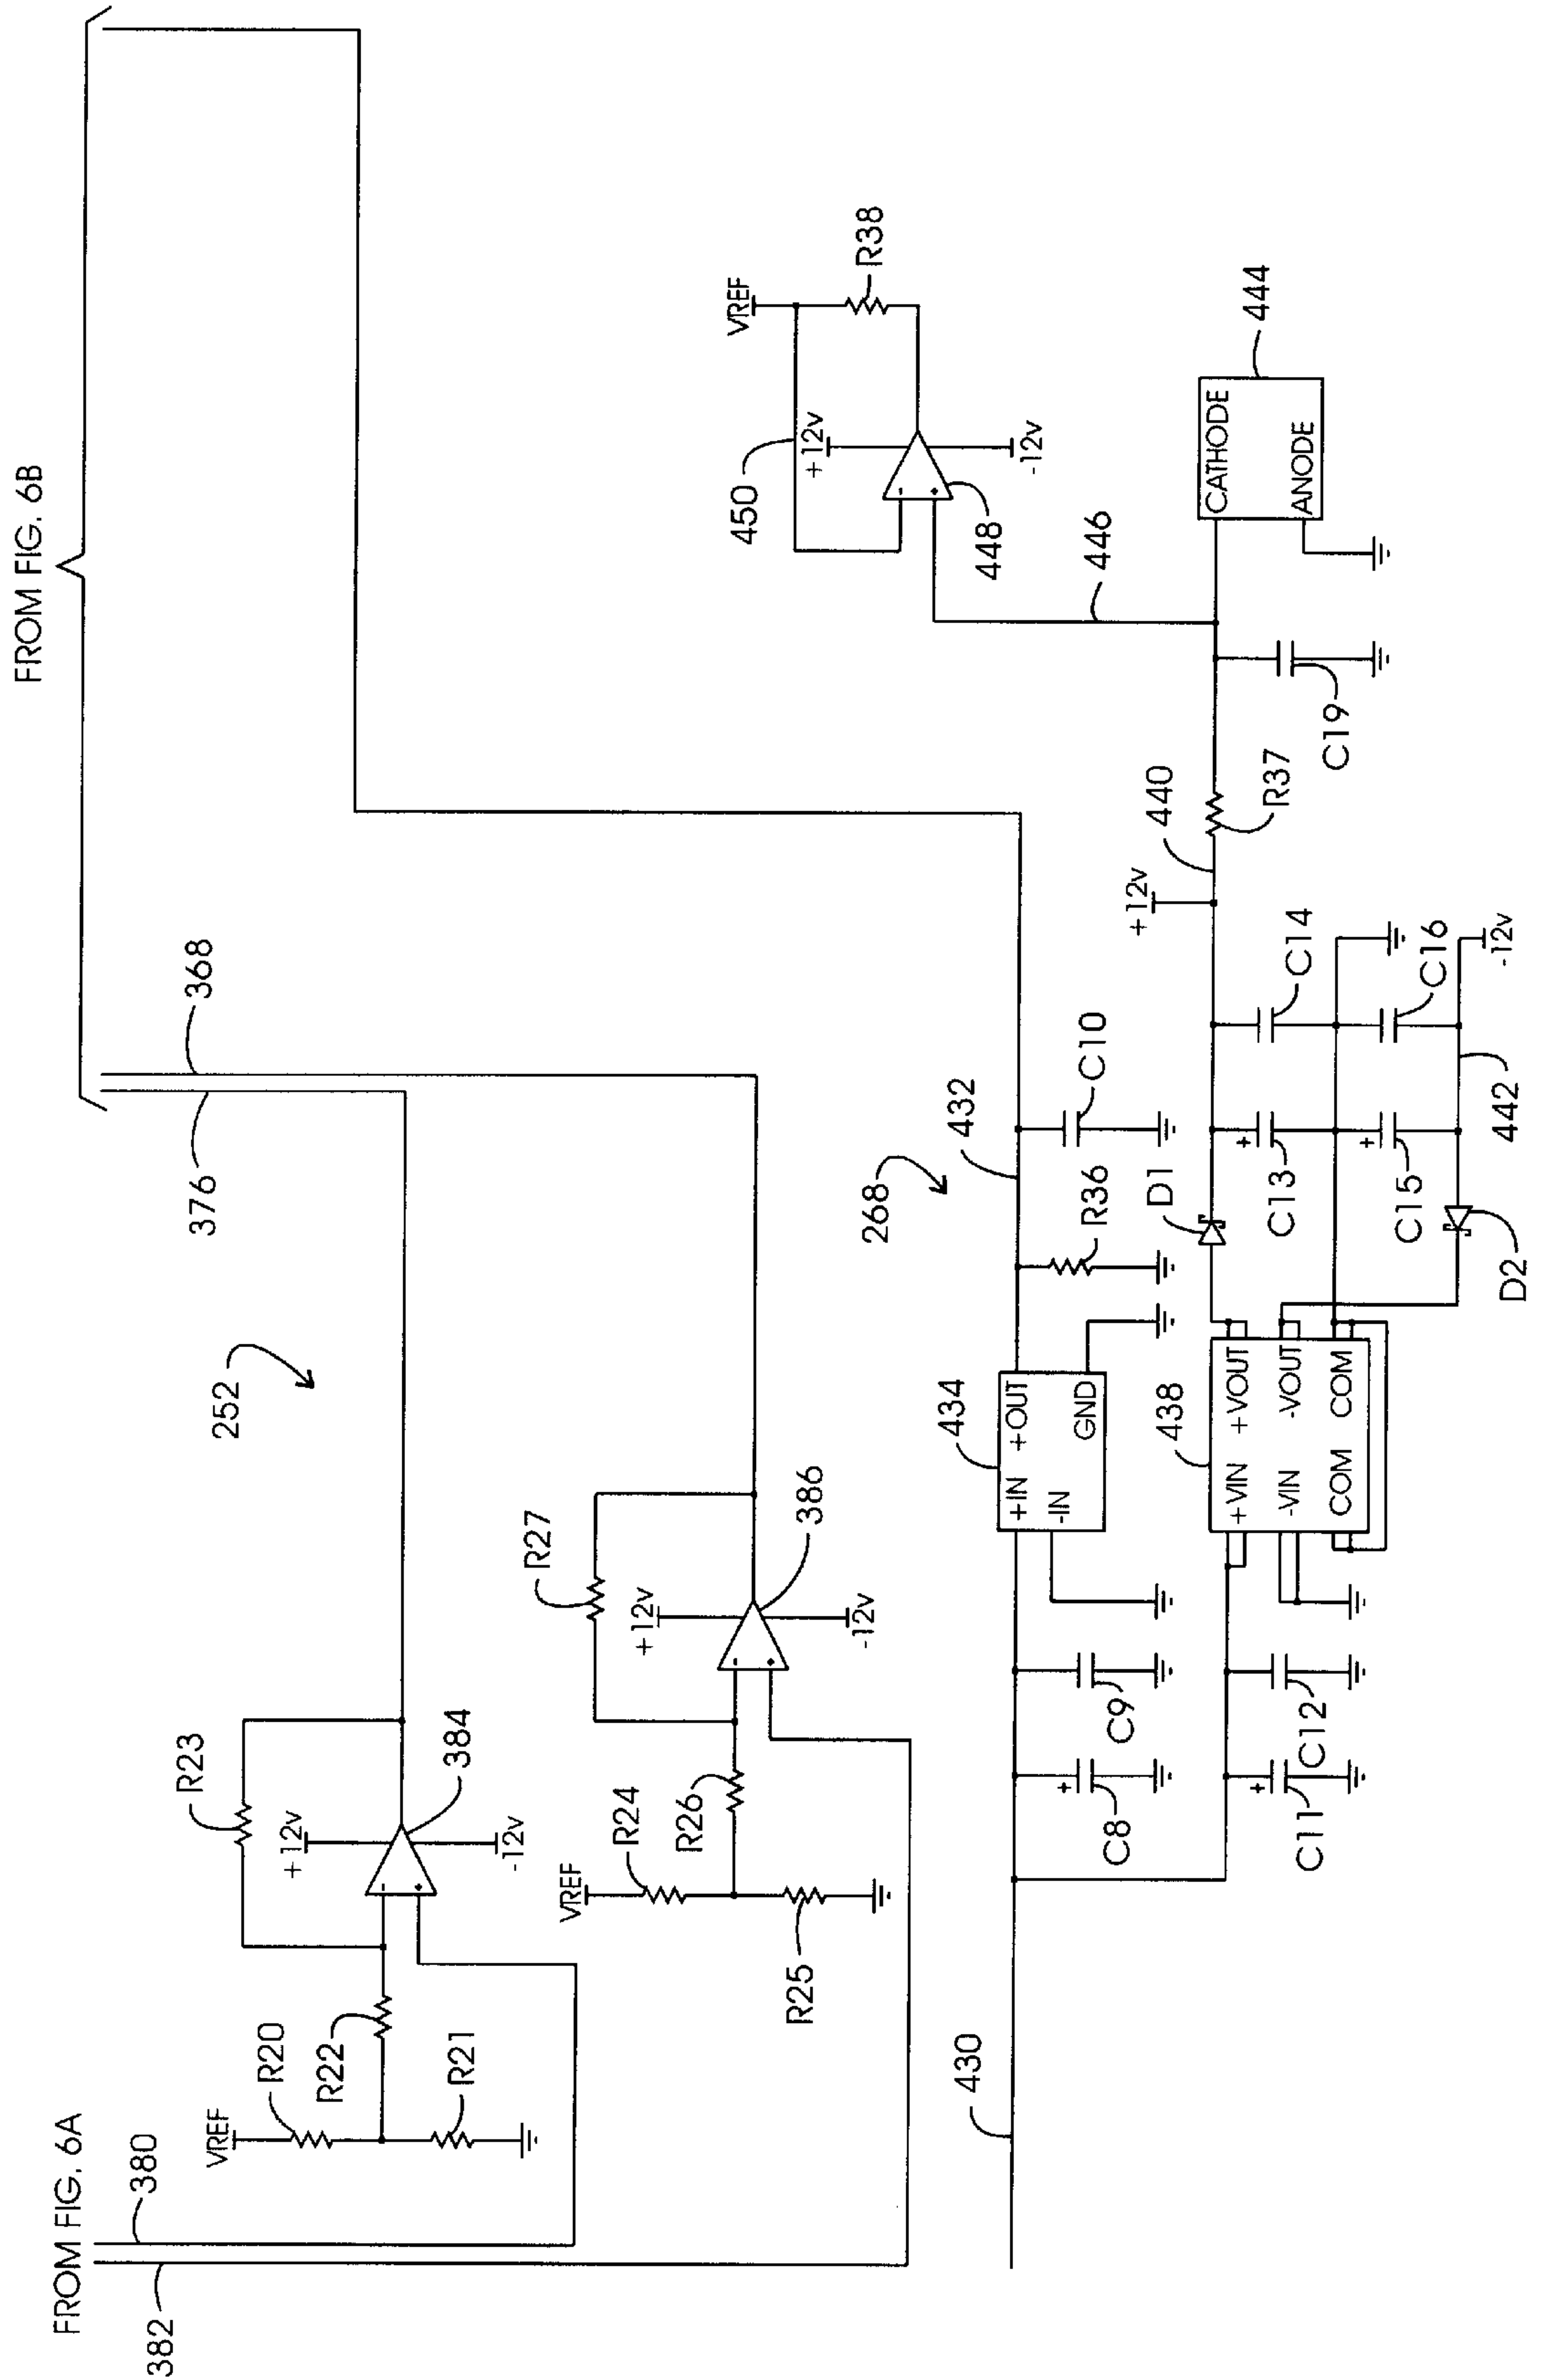 FROM FIG. 6A
FROM FIG. 6B
382
380
376
368
252
VREF
R20
R22
R21
R23
+12v
-12v
384
VREF
R24
R26
R25
R27
+12v
-12v
386
VREF
450
+12v
-12v
448
R38
446
430
268
432
434
+IN
+OUT
-IN
GND
C8
C9
R36
C10
438
+VIN
+VOUT
-VIN
-VOUT
COM
COM
C11
C12
D1
D2
C13
C14
C15
C16
+12v
-12v
440
442
R37
C19
CATHODE
ANODE
444